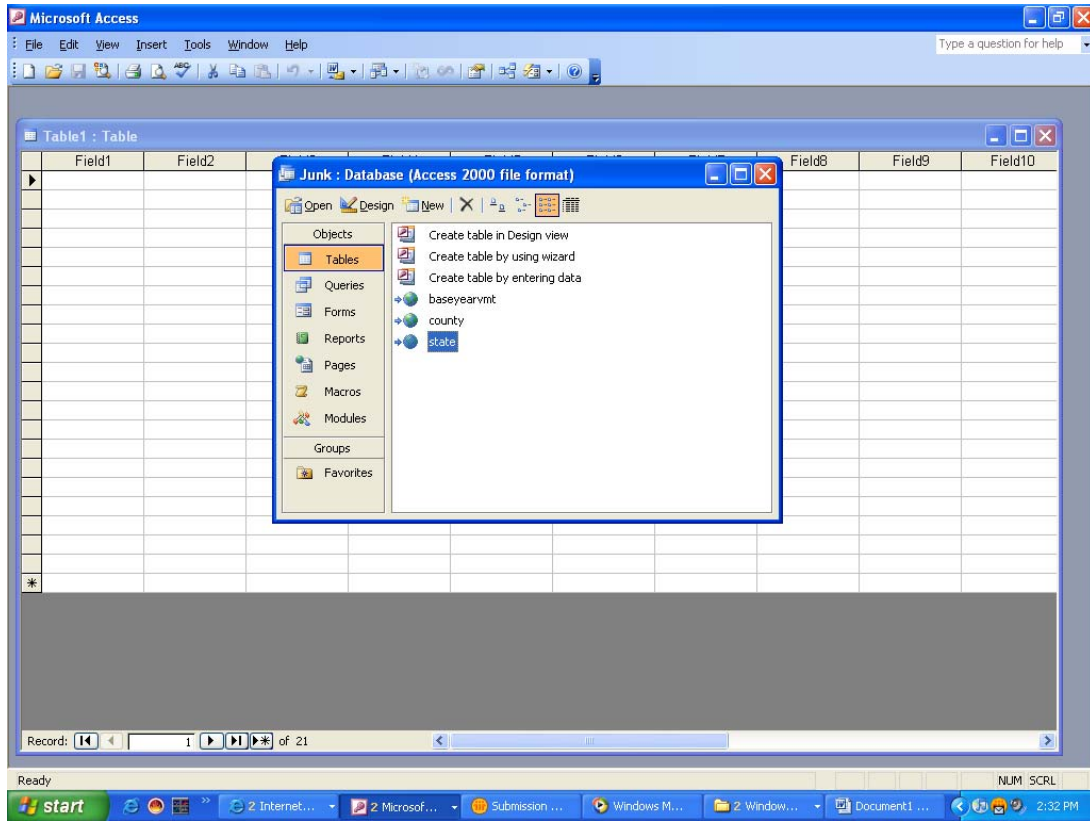 Microsoft Access
File Edit View Insert Tools Window Help
Type a question for help
Table1 : Table
Field1 Field2 Field8 Field9 Field10
Junk : Database (Access 2000 file format)
Open Design New
Objects
Tables
Queries
Forms
Reports
Pages
Macros
Modules
Groups
Favorites
Create table in Design view
Create table by using wizard
Create table by entering data
baseyearvmt
county
state
Record: 1 of 21
Ready
NUM SCRL
start 2 Internet... 2 Microsof... Submission ... Windows M... 2 Window... Document1 ... 2:32 PM